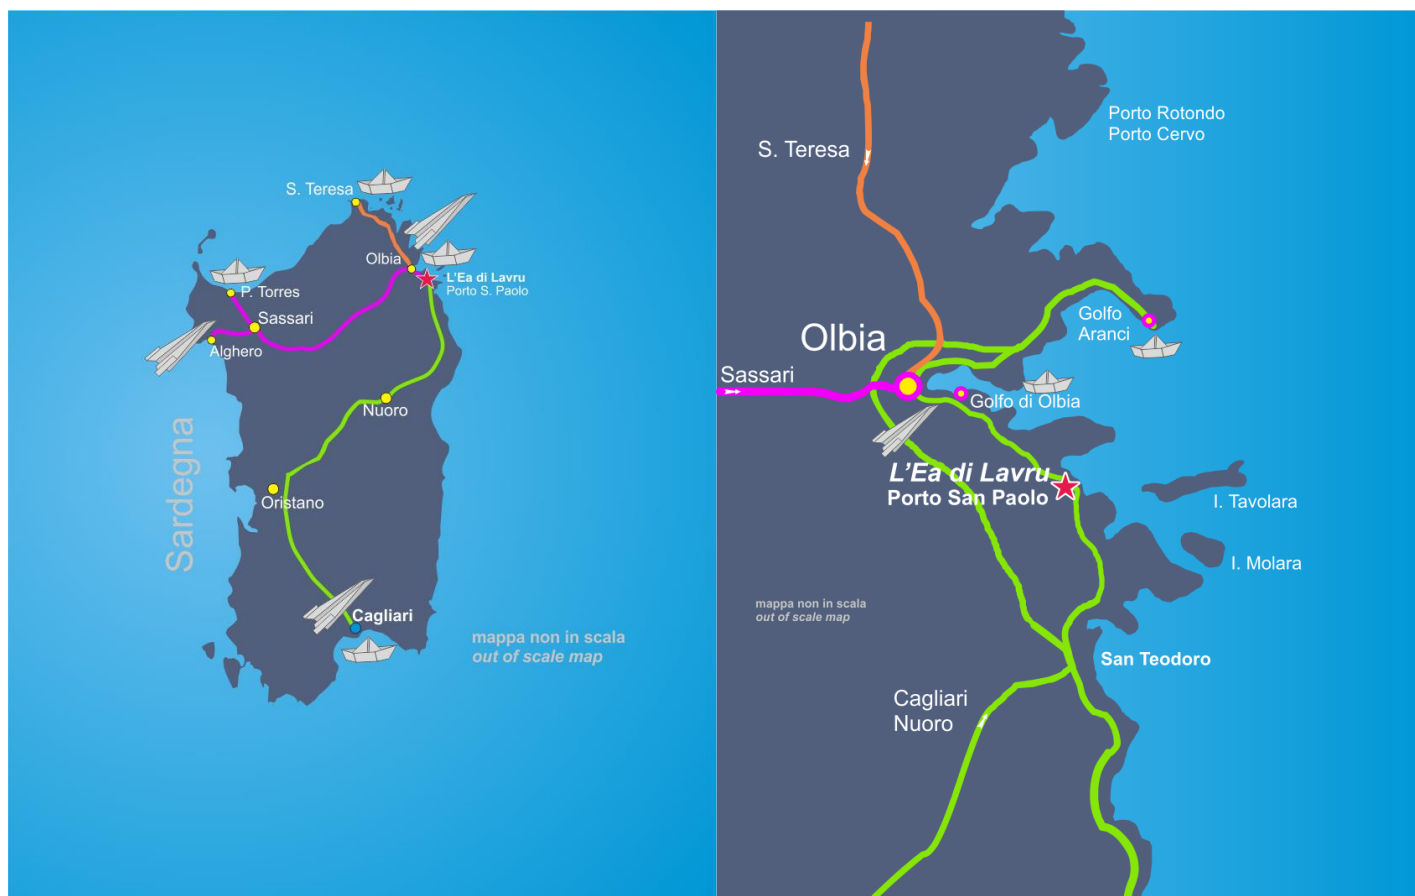 S. Teresa
Olbia
L'Ea di Lavru
Porto S. Paolo
P. Torres
Sassari
Alghero
Nuoro
Sardegna
Oristano
Cagliari
mappa non in scala
out of scale map
Porto Rotondo
Porto Cervo
S. Teresa
Golfo
Aranci
Olbia
Sassari
Golfo di Olbia
L'Ea di Lavru
Porto San Paolo
I. Tavolara
I. Molara
mappa non in scala
out of scale map
San Teodoro
Cagliari
Nuoro